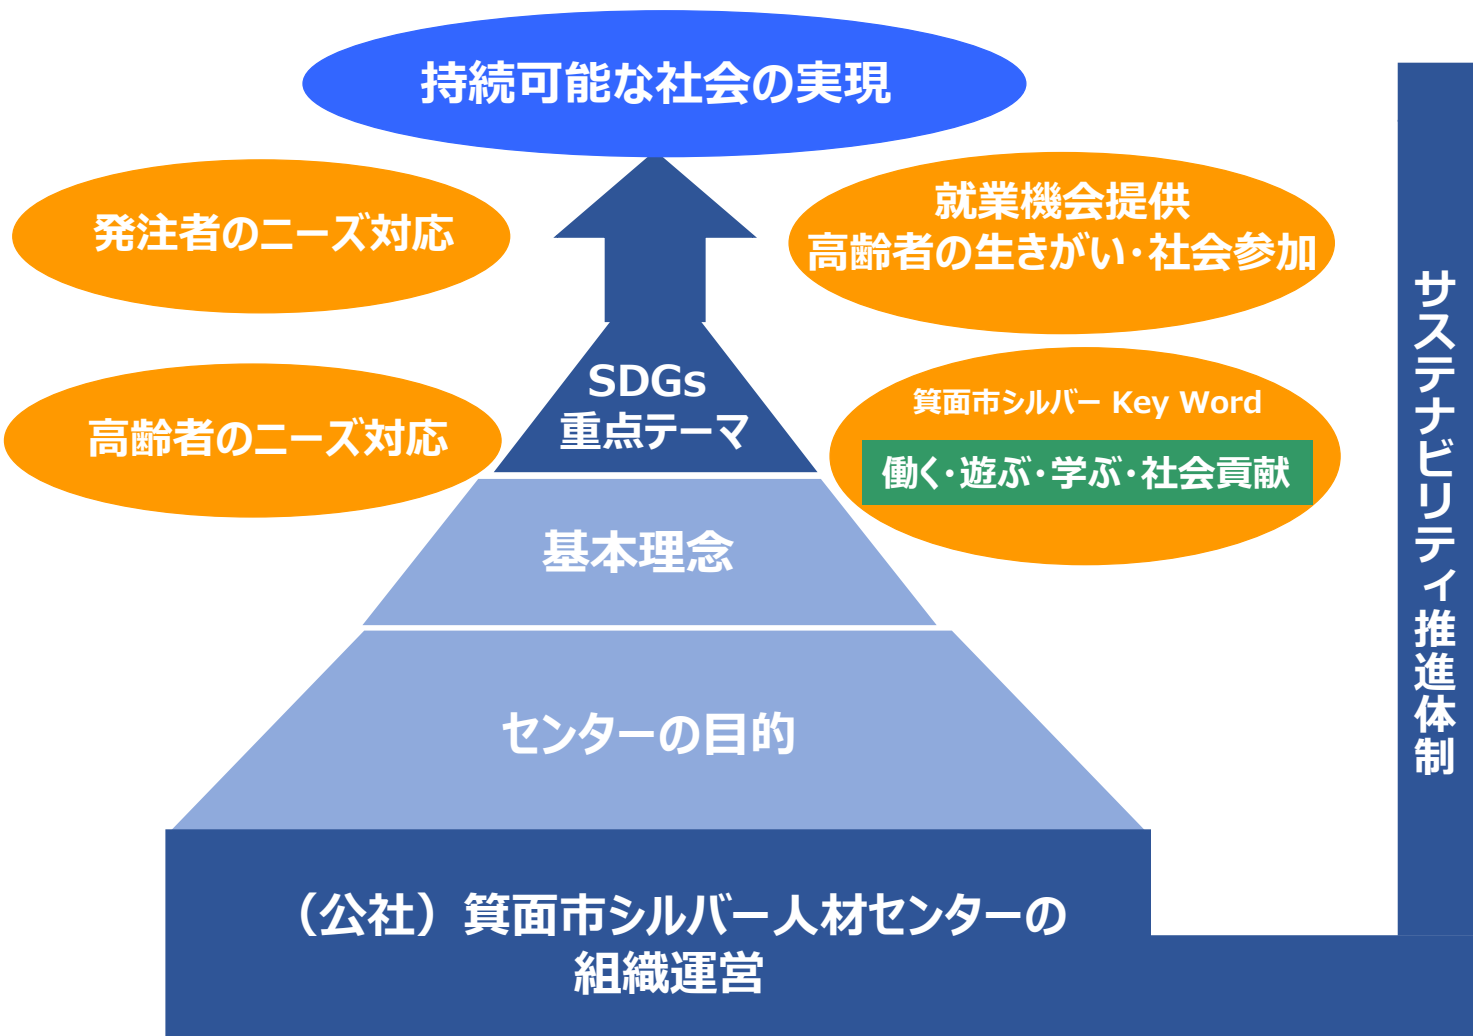 持続可能な社会の実現
発注者のニーズ対応
就業機会提供
高齢者の生きがい・社会参加
高齢者のニーズ対応
SDGs
重点テーマ
箕面市シルバー Key Word
働く・遊ぶ・学ぶ・社会貢献
基本理念
センターの目的
（公社）箕面市シルバー人材センターの
組織運営
サステナビリティ推進体制